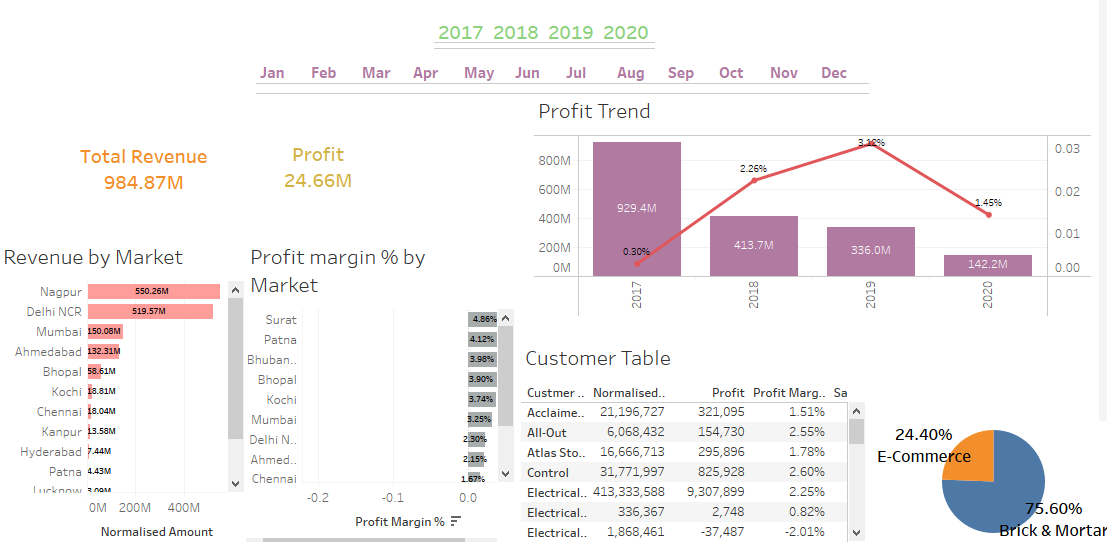 2017 2018 2019 2020
Jan Feb Mar Apr May Jun Jul Aug Sep Oct Nov Dec
Total Revenue
984.87M
Profit
24.66M
Profit Trend
800M
600M
400M
200M
0M
929.4M
413.7M
336.0M
142.2M
0.30%
2.26%
3.12%
1.45%
0.03
0.02
0.01
0.00
2017 2018 2019 2020
Revenue by Market
Nagpur 550.26M
Delhi NCR 519.57M
Mumbai 150.08M
Ahmedabad 132.31M
Bhopal 58.61M
Kochi 18.81M
Chennai 18.04M
Kanpur 13.58M
Hyderabad 7.44M
Patna 4.43M
Lucknow 3.09M
0M 200M 400M
Normalised Amount
Profit margin % by
Market
Surat 4.86%
Patna 4.12%
Bhuban.. 3.98%
Bhopal 3.90%
Kochi 3.74%
Mumbai 3.25%
Delhi N.. 2.30%
Ahmed.. 2.15%
Chennai 1.67%
-0.2 -0.1 0.0
Profit Margin %
Customer Table
Custmer .. Normalised.. Profit Profit Marg.. Sa
Acclaime.. 21,196,727 321,095 1.51%
All-Out 6,068,432 154,730 2.55%
Atlas Sto.. 16,666,713 295,896 1.78%
Control 31,771,997 825,928 2.60%
Electrical.. 413,333,588 9,307,899 2.25%
Electrical.. 336,367 2,748 0.82%
Electrical.. 1,868,461 -37,487 -2.01%
24.40%
E-Commerce
75.60%
Brick & Mortar